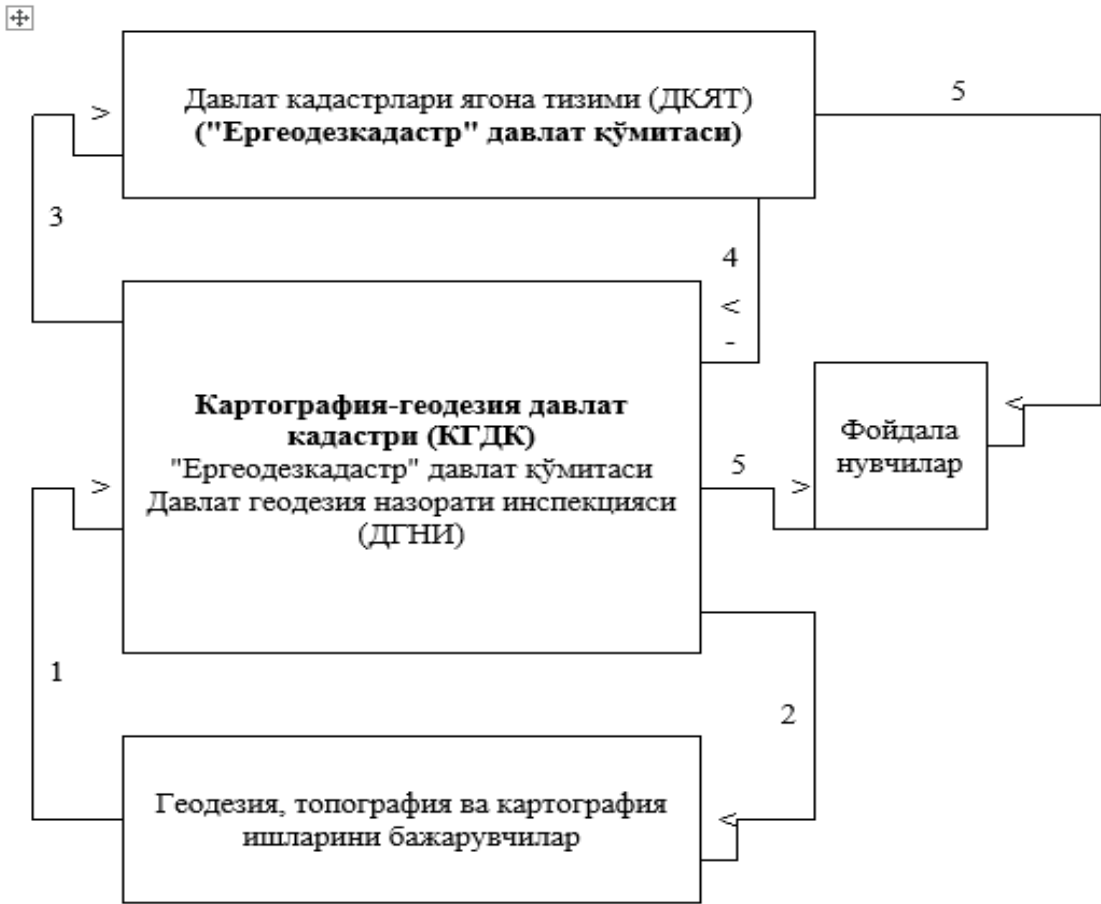 Давлат кадастрлари ягона тизими (ДКЯТ)
("Ергеодезкадастр" давлат қўмитаси)
5
3
4
<
-
>
Картография-геодезия давлат
кадастри (КГДК)
"Ергеодезкадастр" давлат қўмитаси
Давлат геодезия назорати инспекцияси
(ДГНИ)
>
5
>
<
Фойдала
нувчилар
1
2
Геодезия, топография ва картография
ишларини бажарувчилар
<